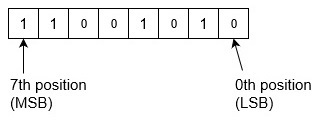 1 1 0 0 1 0 1 0
7th position 0th position
(MSB) (LSB)